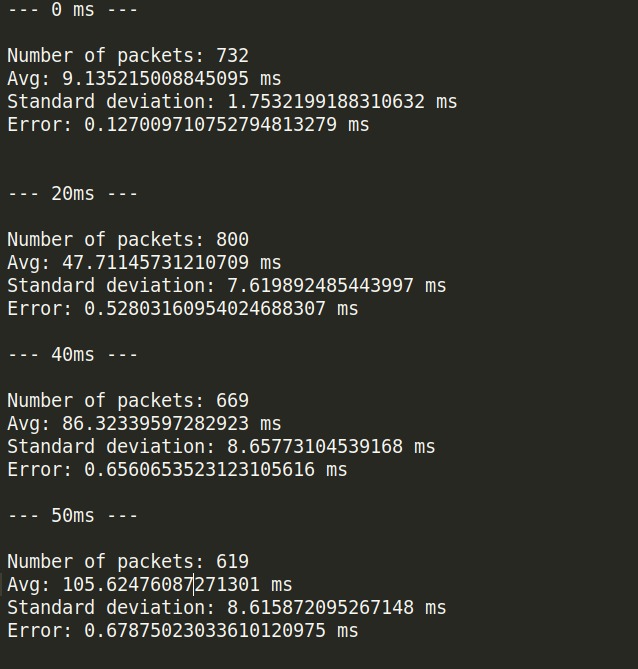 --- 0 ms ---
Number of packets: 732
Avg: 9.135215008845095 ms
Standard deviation: 1.7532199188310632 ms
Error: 0.127009710752794813279 ms
--- 20ms ---
Number of packets: 800
Avg: 47.71145731210709 ms
Standard deviation: 7.619892485443997 ms
Error: 0.52803160954024688307 ms
--- 40ms ---
Number of packets: 669
Avg: 86.32339597282923 ms
Standard deviation: 8.65773104539168 ms
Error: 0.6560653523123105616 ms
--- 50ms ---
Number of packets: 619
Avg: 105.62476087271301 ms
Standard deviation: 8.615872095267148 ms
Error: 0.67875023033610120975 ms